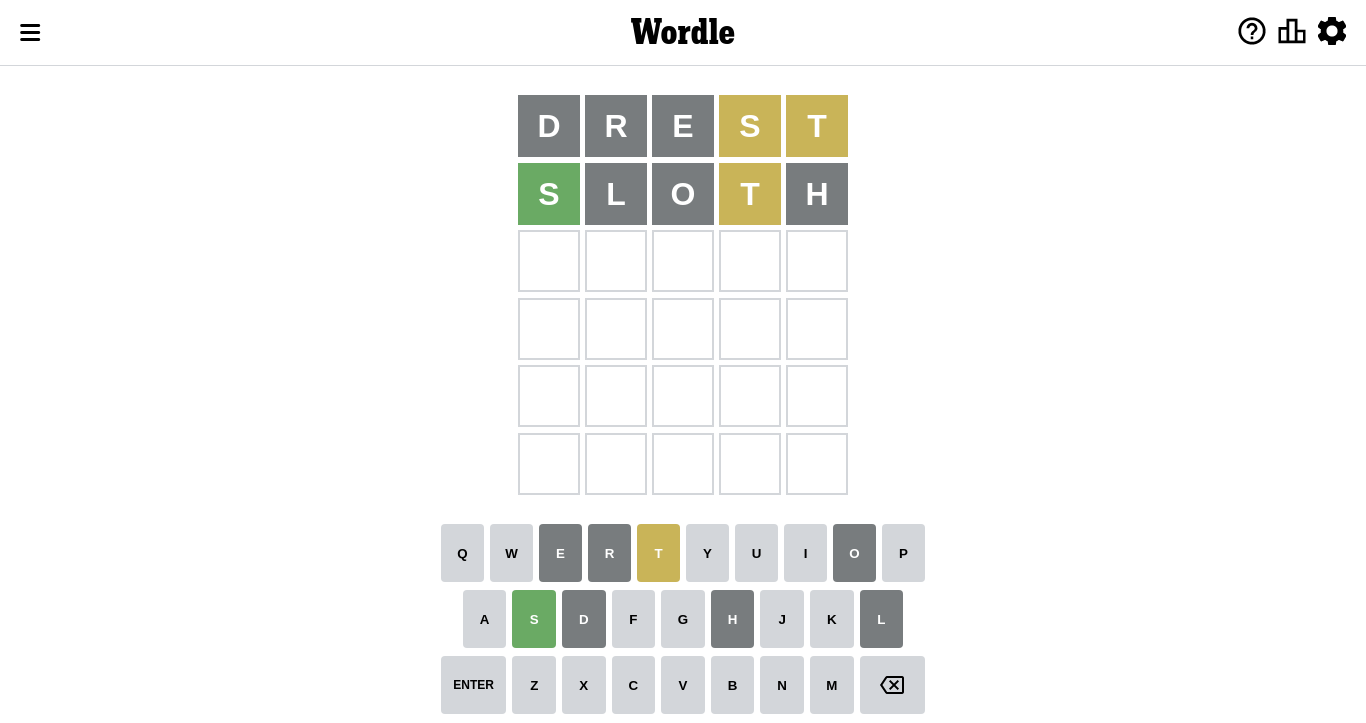 Wordle
D R E S T
S L O T H
Q W E R T Y U I O P
A S D F G H J K L
ENTER Z X C V B N M